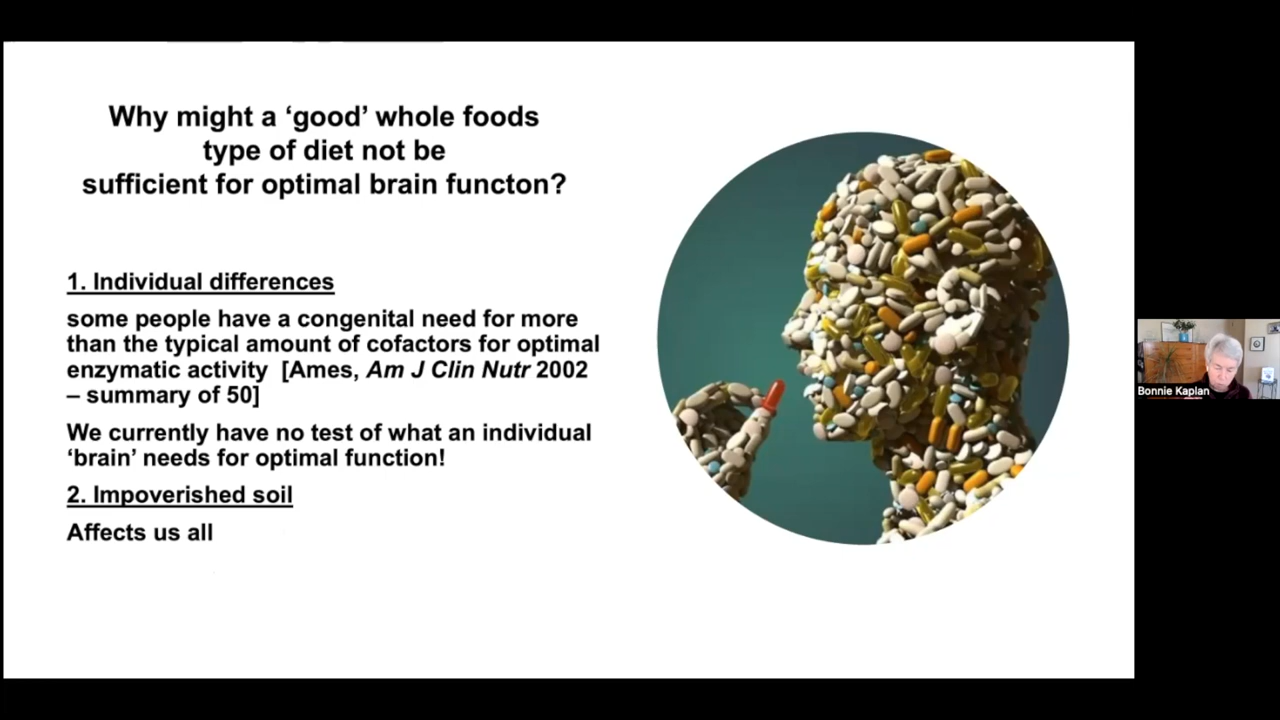 Why might a ‘good’ whole foods
type of diet not be
sufficient for optimal brain functon?
1. Individual differences
some people have a congenital need for more
than the typical amount of cofactors for optimal
enzymatic activity [Ames, Am J Clin Nutr 2002
– summary of 50]
We currently have no test of what an individual
‘brain’ needs for optimal function!
2. Impoverished soil
Affects us all
Bonnie Kaplan